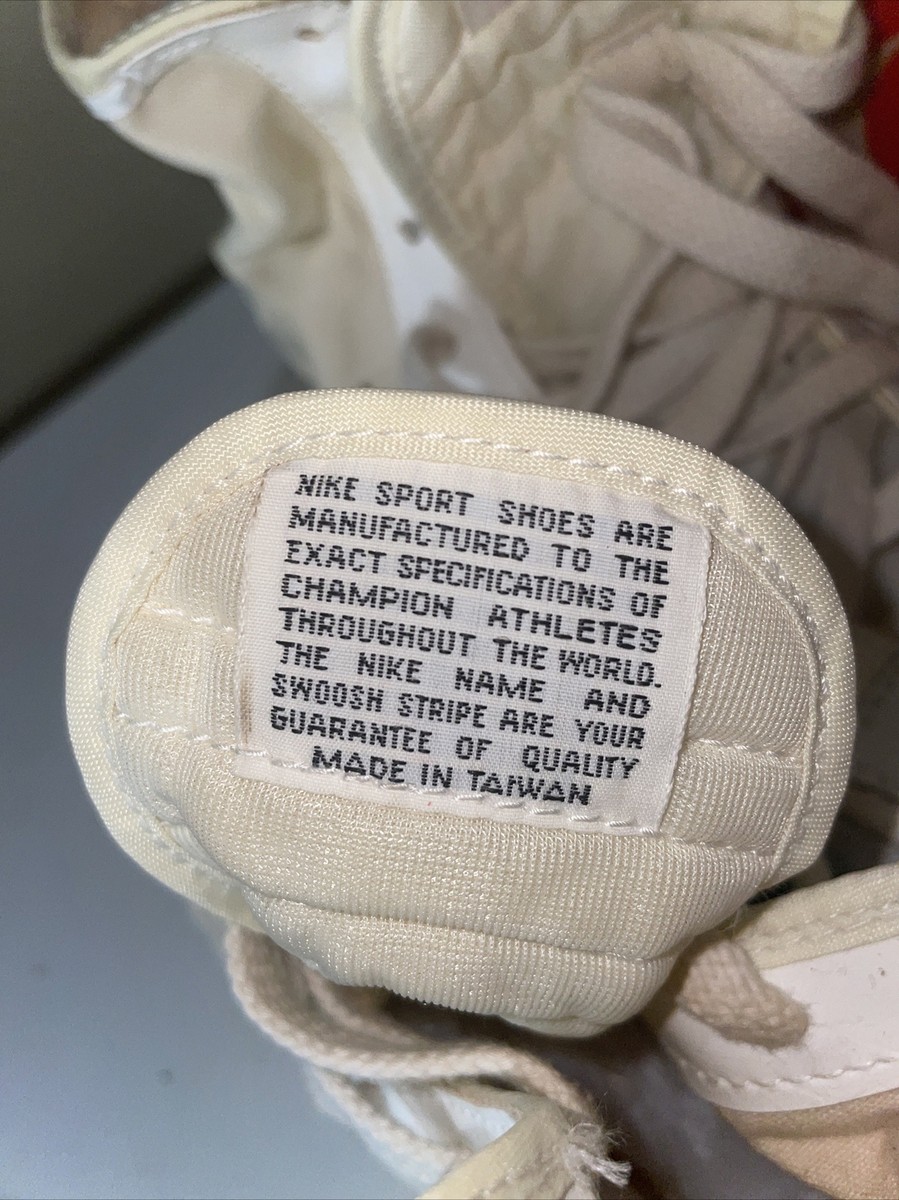 NIKE SPORT SHOES ARE
MANUFACTURED TO THE
EXACT SPECIFICATIONS OF
CHAMPION ATHLETES
THROUGHOUT THE WORLD.
THE NIKE NAME AND
SWOOSH STRIPE ARE YOUR
GUARANTEE OF QUALITY
MADE IN TAIWAN